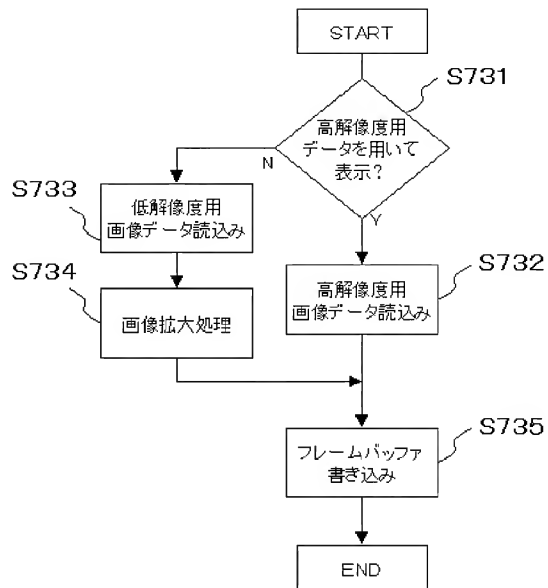 START
S731
高解像度用
データを用いて
表示?
N
Y
S733
低解像度用
画像データ読込み
S732
高解像度用
画像データ読込み
S734
画像拡大処理
S735
フレームバッファ
書き込み
END